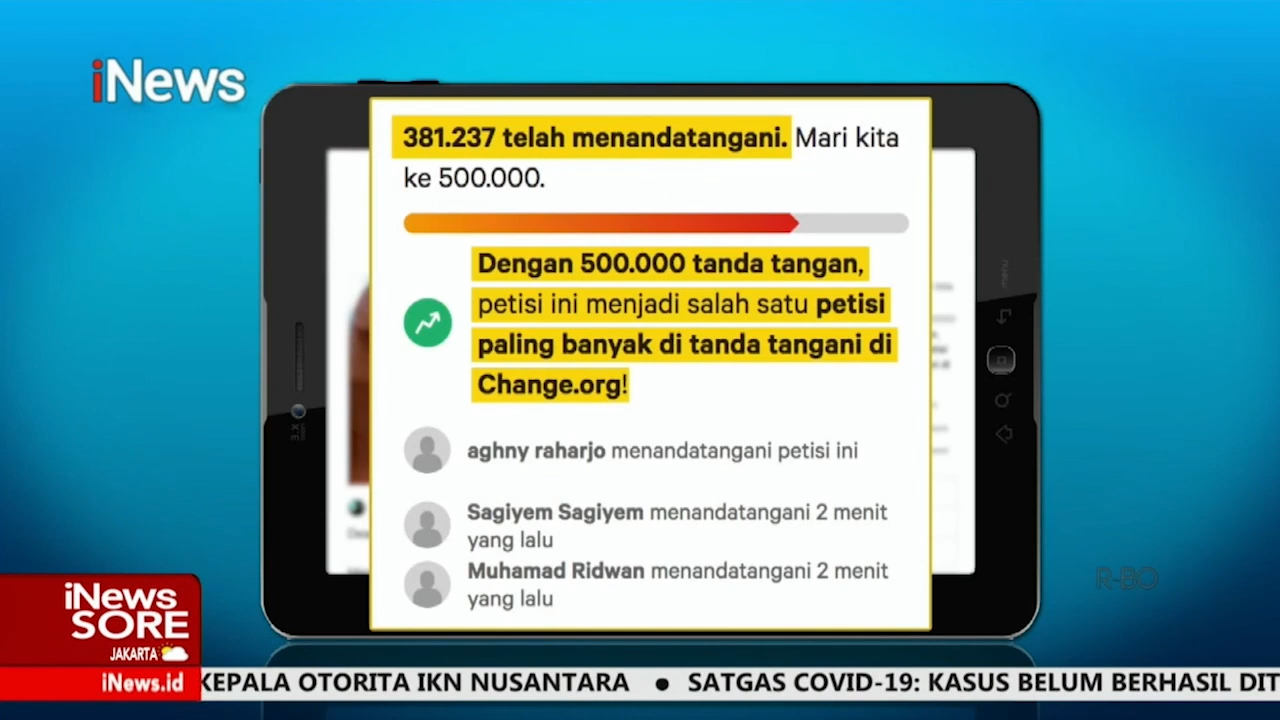 iNews
381.237 telah menandatangani. Mari kita
ke 500.000.
Dengan 500.000 tanda tangan,
petisi ini menjadi salah satu petisi
paling banyak di tanda tangani di
Change.org!
aghny raharjo menandatangani petisi ini
Sagiyem Sagiyem menandatangani 2 menit
yang lalu
Muhamad Ridwan menandatangani 2 menit
yang lalu
menu
R-BO
iNews
SORE
JAKARTA
iNews.id
KEPALA OTORITA IKN NUSANTARA ● SATGAS COVID-19: KASUS BELUM BERHASIL DIT